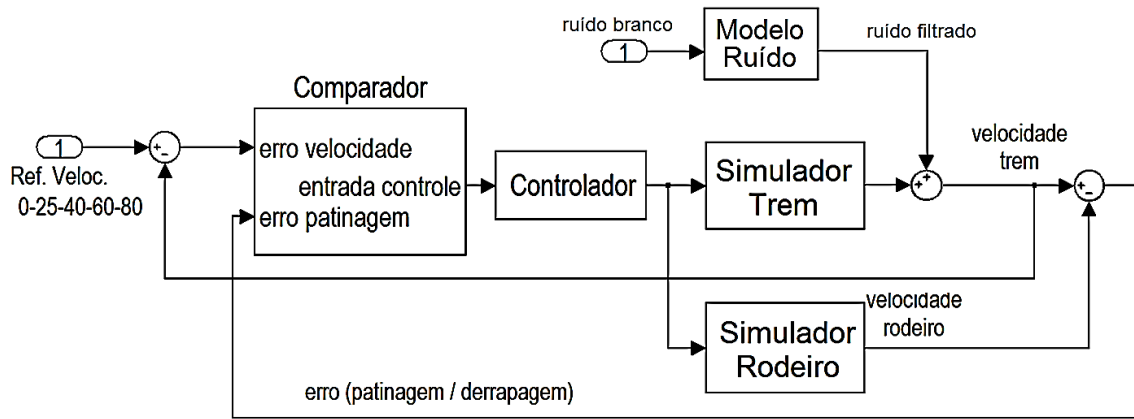 ruído branco
1
Modelo
Ruído
ruído filtrado
Comparador
1
+
-
Ref. Veloc.
0-25-40-60-80
erro velocidade
entrada controle
erro patinagem
Controlador
Simulador
Trem
+
+
velocidade
trem
+
-
Simulador
Rodeiro
velocidade
rodeiro
erro (patinagem / derrapagem)